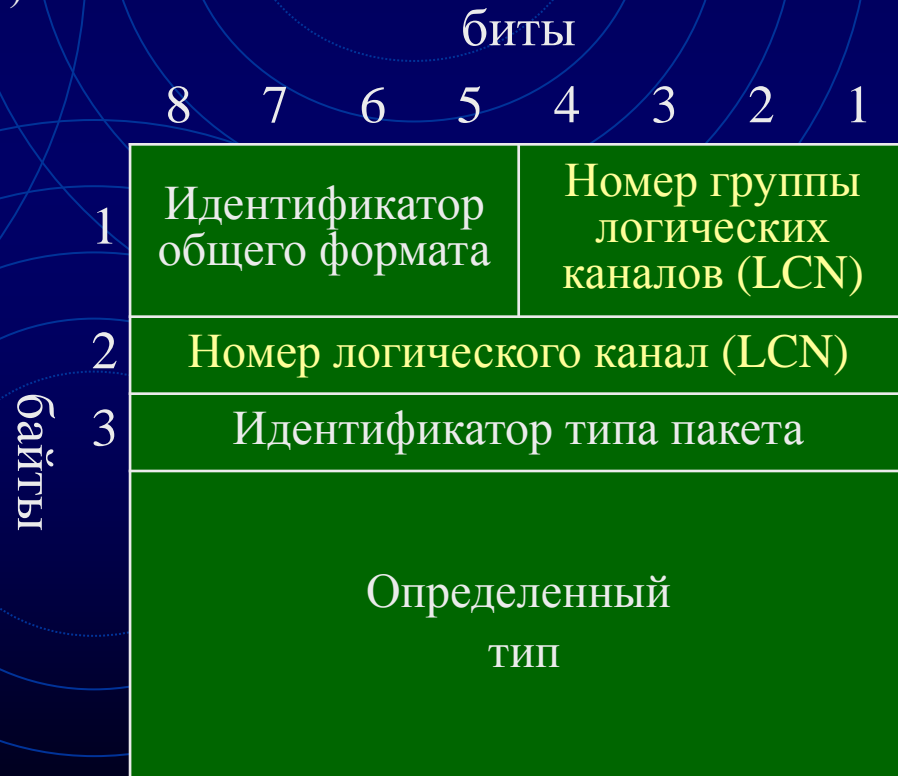 )
биты
8 7 6 5 4 3 2 1
1
Идентификатор
общего формата
Номер группы
логических
каналов (LCN)
2
Номер логического канал (LCN)
байты
3
Идентификатор типа пакета
Определенный
тип